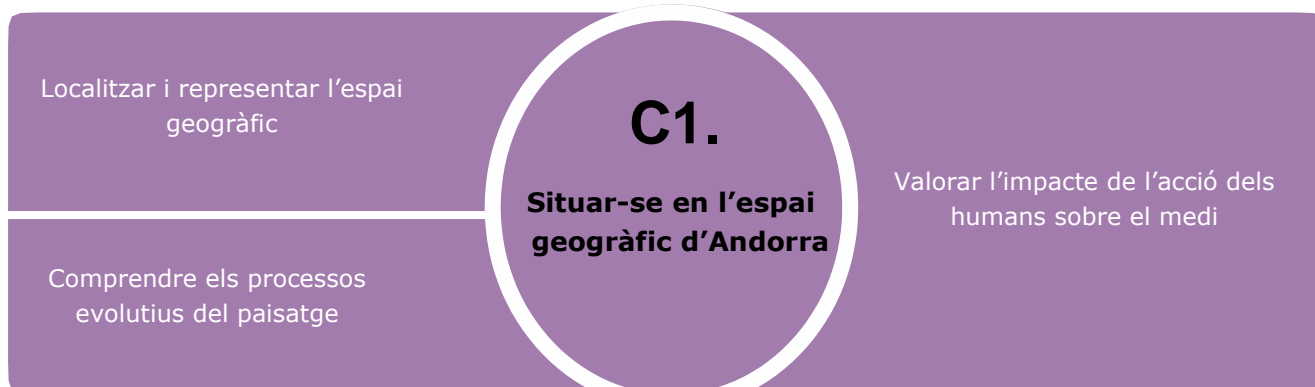 Localitzar i representar l’espai
geogràfic
Comprendre els processos
evolutius del paisatge
C1.
Situar-se en l’espai
geogràfic d’Andorra
Valorar l’impacte de l’acció dels
humans sobre el medi